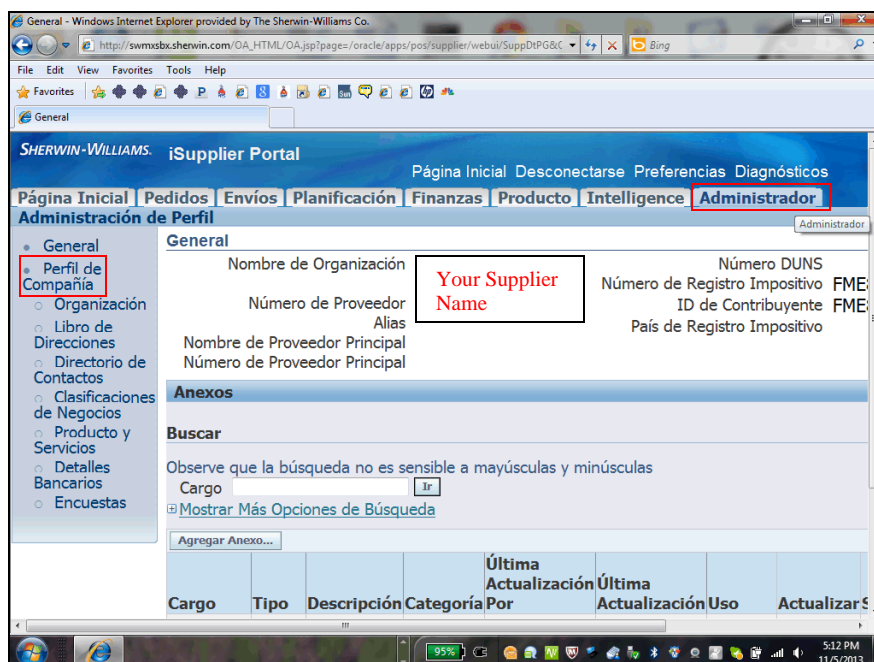 General - Windows Internet Explorer provided by The Sherwin-Williams Co.
http://swmxsbx.sherwin.com/OA_HTML/OA.jsp?page=/oracle/apps/pos/supplier/webui/SuppDtPG&
Bing
File Edit View Favorites Tools Help
Favorites
General
SHERWIN-WILLIAMS. iSupplier Portal
Página Inicial Desconectarse Preferencias Diagnósticos
Página Inicial Pedidos Envíos Planificación Finanzas Producto Intelligence Administrador
Administración de Perfil
Administrador
General
Perfil de
Compañía
Organización
Libro de
Direcciones
Directorio de
Contactos
Clasificaciones
de Negocios
Producto y
Servicios
Detalles
Bancarios
Encuestas
General
Nombre de Organización
Número de Proveedor
Alias
Nombre de Proveedor Principal
Número de Proveedor Principal
Your Supplier
Name
Número DUNS
Número de Registro Impositivo FME
ID de Contribuyente FME
País de Registro Impositivo
Anexos
Buscar
Observe que la búsqueda no es sensible a mayúsculas y minúsculas
Cargo Ir
Mostrar Más Opciones de Búsqueda
Agregar Anexo...
Última
Actualización Última
Cargo Tipo Descripción Categoría Por Actualización Uso Actualizar
95%
5:12 PM
11/5/2013